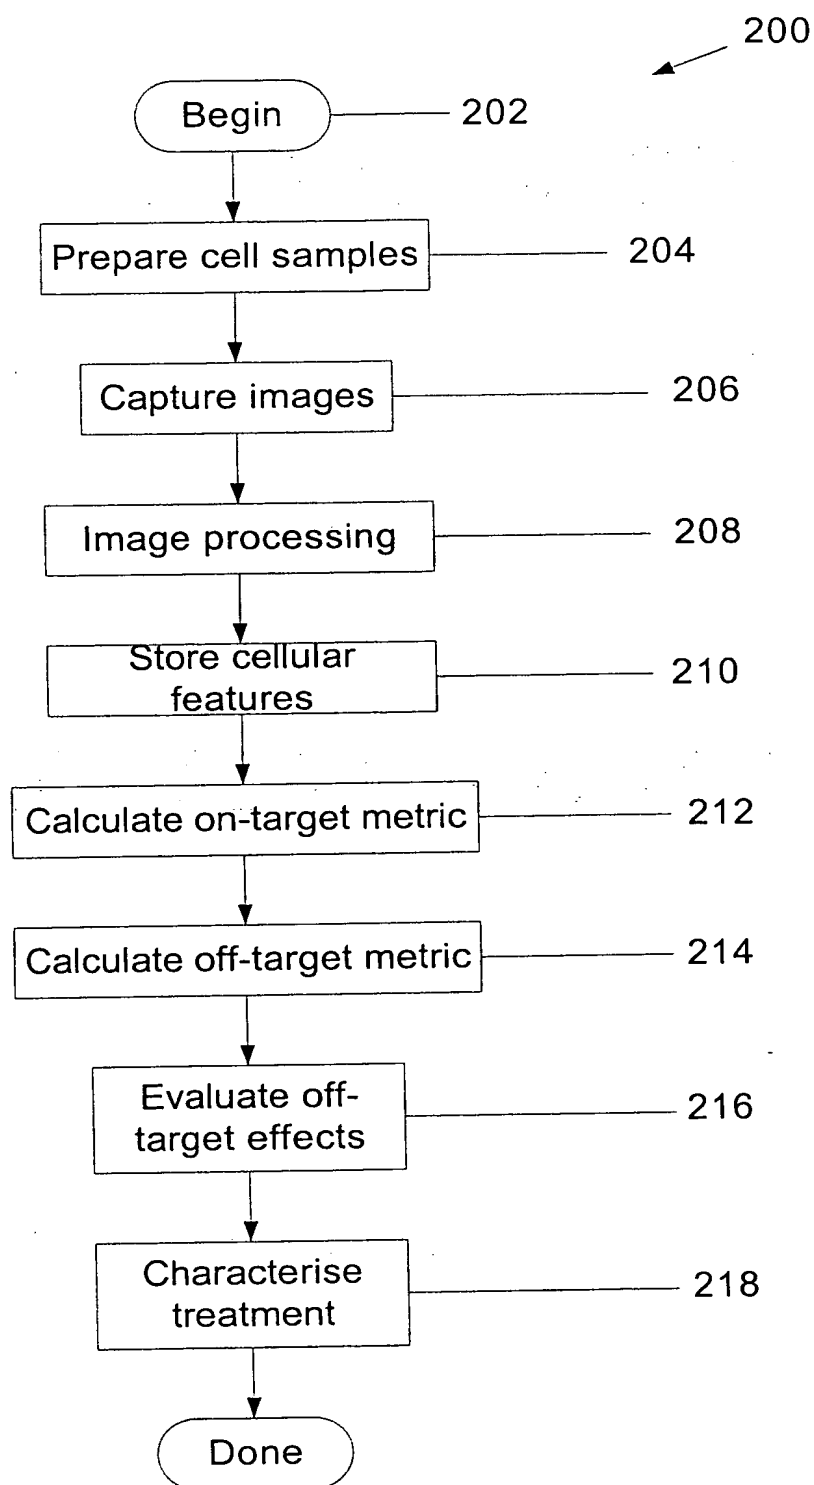 200
Begin 202
Prepare cell samples 204
Capture images 206
Image processing 208
Store cellular
features
210
Calculate on-target metric 212
Calculate off-target metric 214
Evaluate off-
target effects
216
Characterise
treatment
218
Done